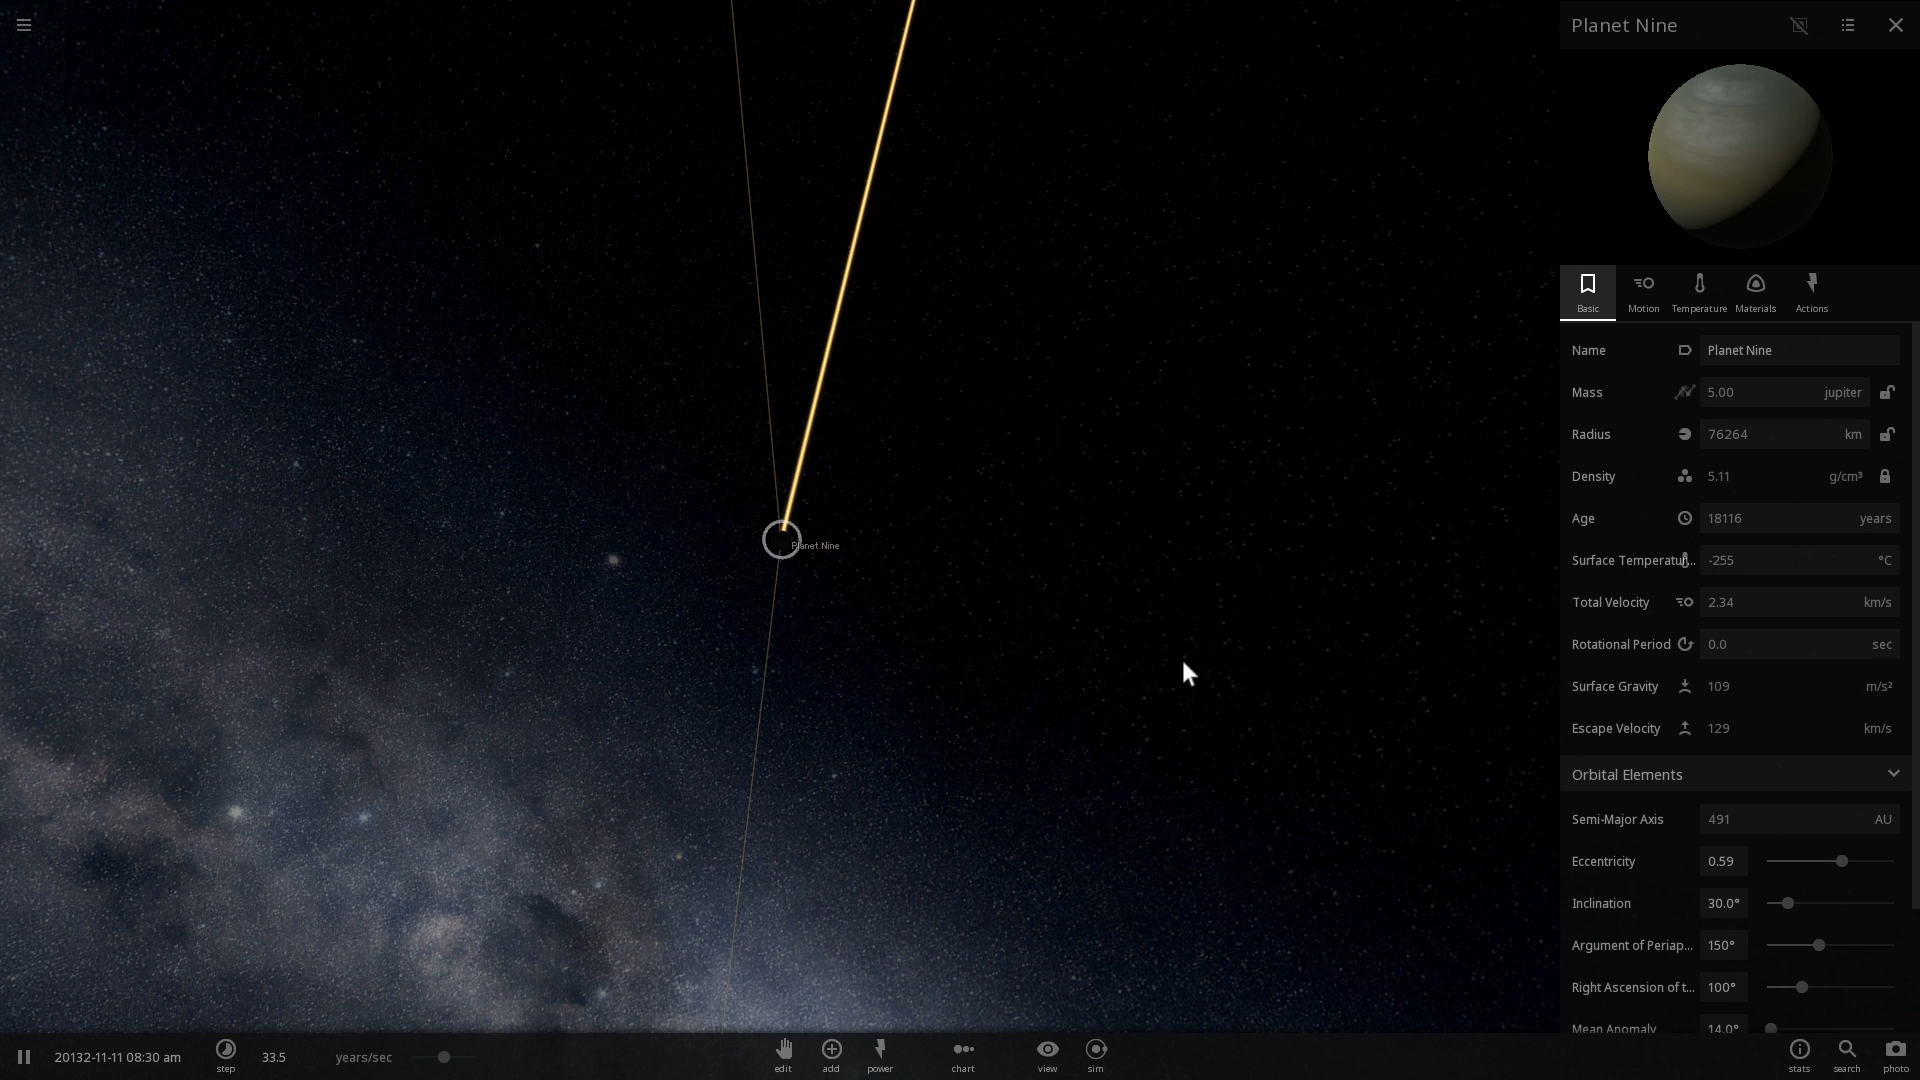 Planet Nine
Basic
Motion
Temperature
Materials
Actions
Name Planet Nine
Mass 5.00 jupiter
Radius 76264 km
Density 5.11 g/cm³
Age 18116 years
Surface Temperatur... -255 °C
Total Velocity 2.34 km/s
Rotational Period 0.0 sec
Surface Gravity 109 m/s²
Escape Velocity 129 km/s
Orbital Elements
Semi-Major Axis 491 AU
Eccentricity 0.59
Inclination 30.0°
Argument of Periap... 150°
Right Ascension of t... 100°
Mean Anomaly 14.0°
Planet Nine
20132-11-11 08:30 am
step
33.5 years/sec
edit
add
power
chart
view
sim
stats
search
photo